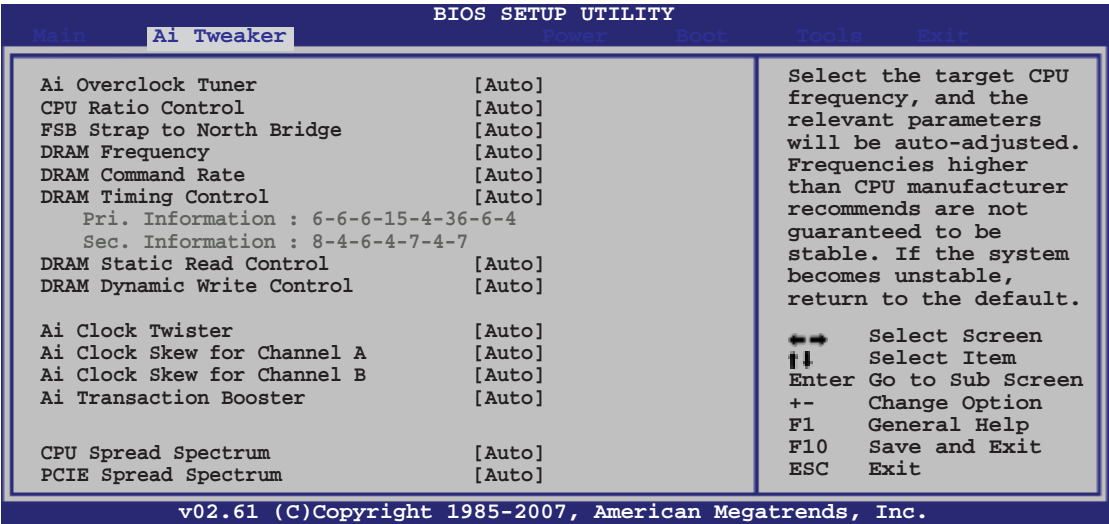 BIOS SETUP UTILITY
Main Ai Tweaker Power Boot Tools Exit
Ai Overclock Tuner [Auto]
CPU Ratio Control [Auto]
FSB Strap to North Bridge [Auto]
DRAM Frequency [Auto]
DRAM Command Rate [Auto]
DRAM Timing Control [Auto]
Pri. Information : 6-6-6-15-4-36-6-4
Sec. Information : 8-4-6-4-7-4-7
DRAM Static Read Control [Auto]
DRAM Dynamic Write Control [Auto]
Ai Clock Twister [Auto]
Ai Clock Skew for Channel A [Auto]
Ai Clock Skew for Channel B [Auto]
Ai Transaction Booster [Auto]
CPU Spread Spectrum [Auto]
PCIE Spread Spectrum [Auto]
Select the target CPU
frequency, and the
relevant parameters
will be auto-adjusted.
Frequencies higher
than CPU manufacturer
recommends are not
guaranteed to be
stable. If the system
becomes unstable,
return to the default.
Select Screen
Select Item
Enter Go to Sub Screen
+- Change Option
F1 General Help
F10 Save and Exit
ESC Exit
v02.61 (C)Copyright 1985-2007, American Megatrends, Inc.